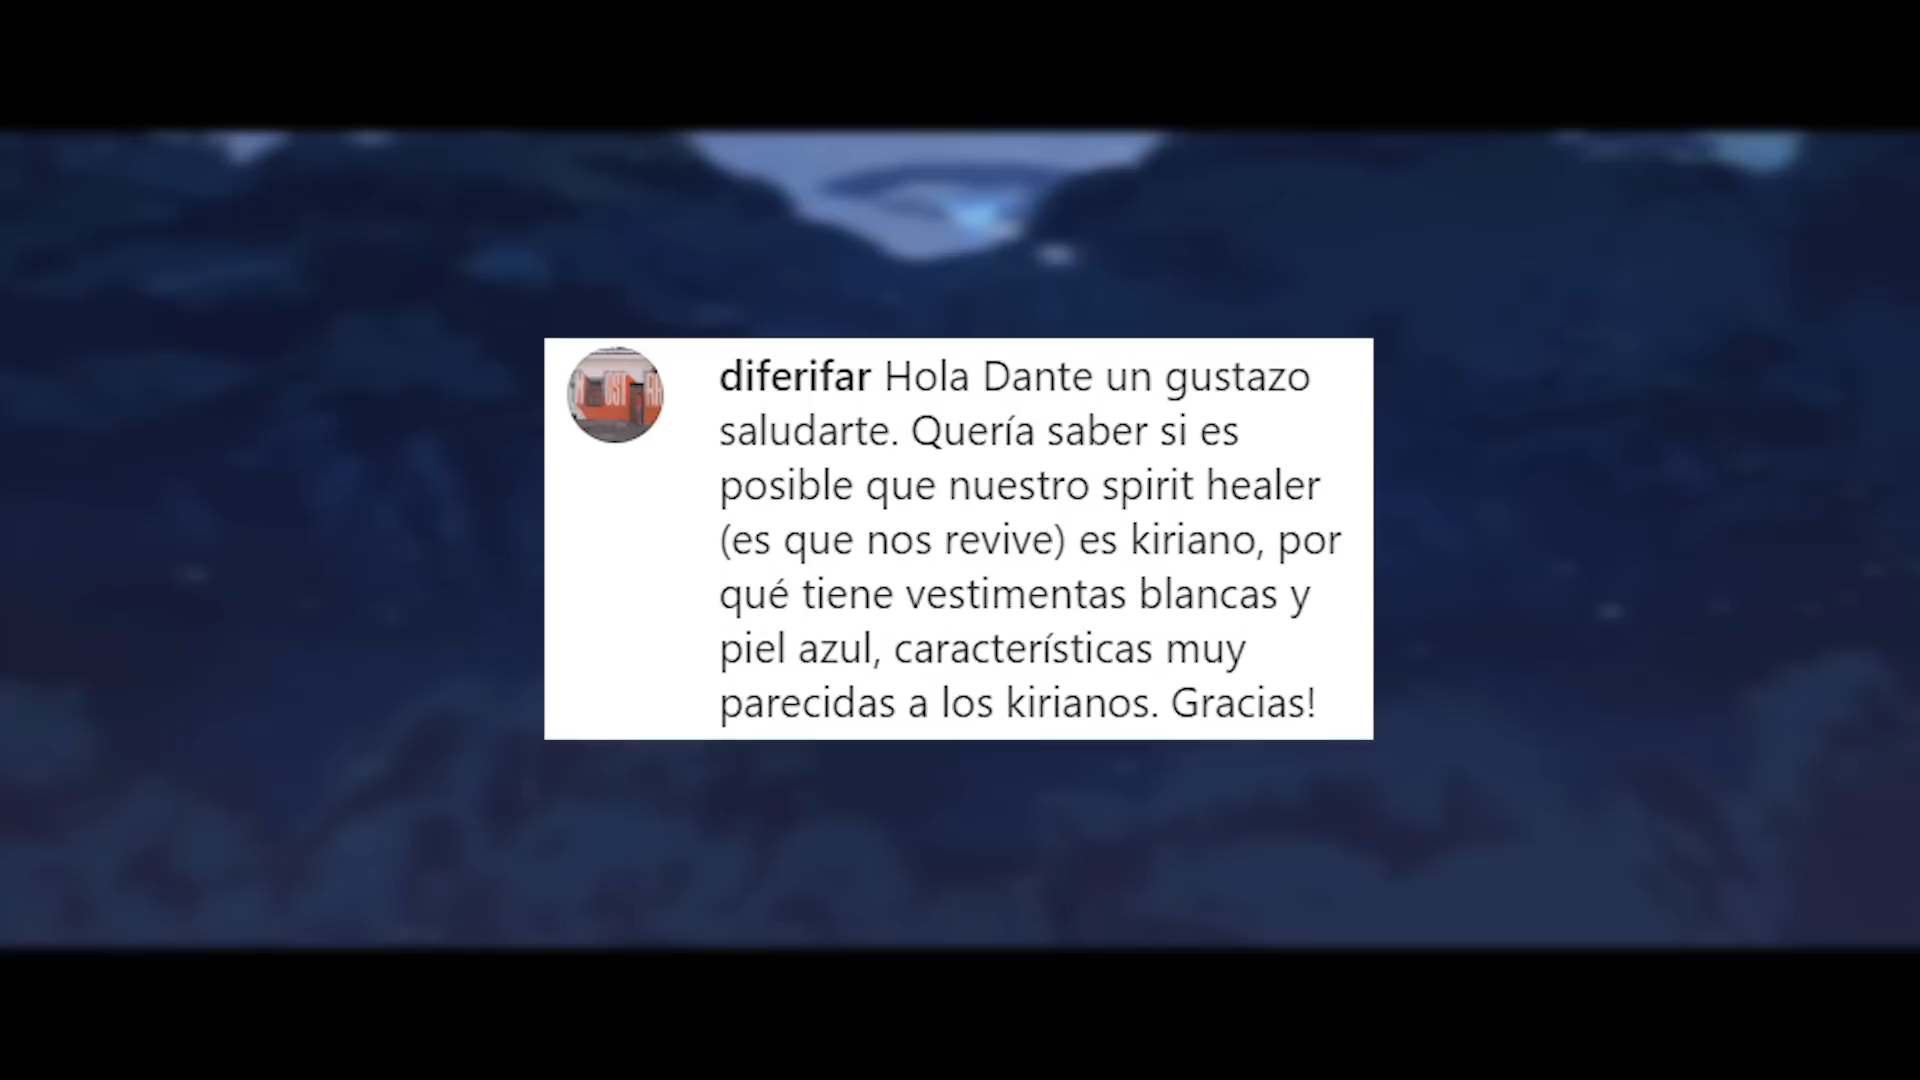 diferifar Hola Dante un gustazo
saludarte. Quería saber si es
posible que nuestro spirit healer
(es que nos revive) es kiriano, por
qué tiene vestimentas blancas y
piel azul, características muy
parecidas a los kirianos. Gracias!